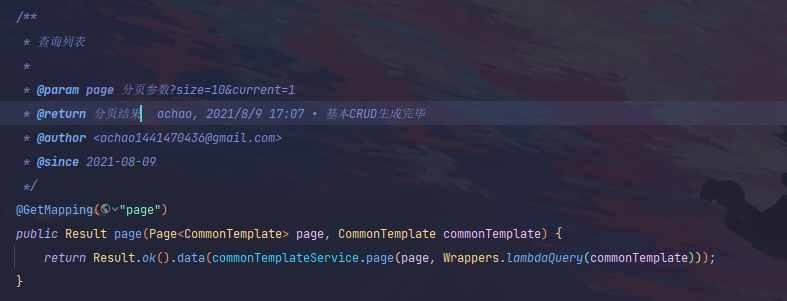 /**
 * 查询列表
 *
 * @param page 分页参数?size=10&current=1
 * @return 分页结果 achao, 2021/8/9 17:07 • 基本CRUD生成完毕
 * @author <achao1441470436@gmail.com>
 * @since 2021-08-09
 */
@GetMapping("page")
public Result page(Page<CommonTemplate> page, CommonTemplate commonTemplate) {
    return Result.ok().data(commonTemplateService.page(page, Wrappers.lambdaQuery(commonTemplate)));
}